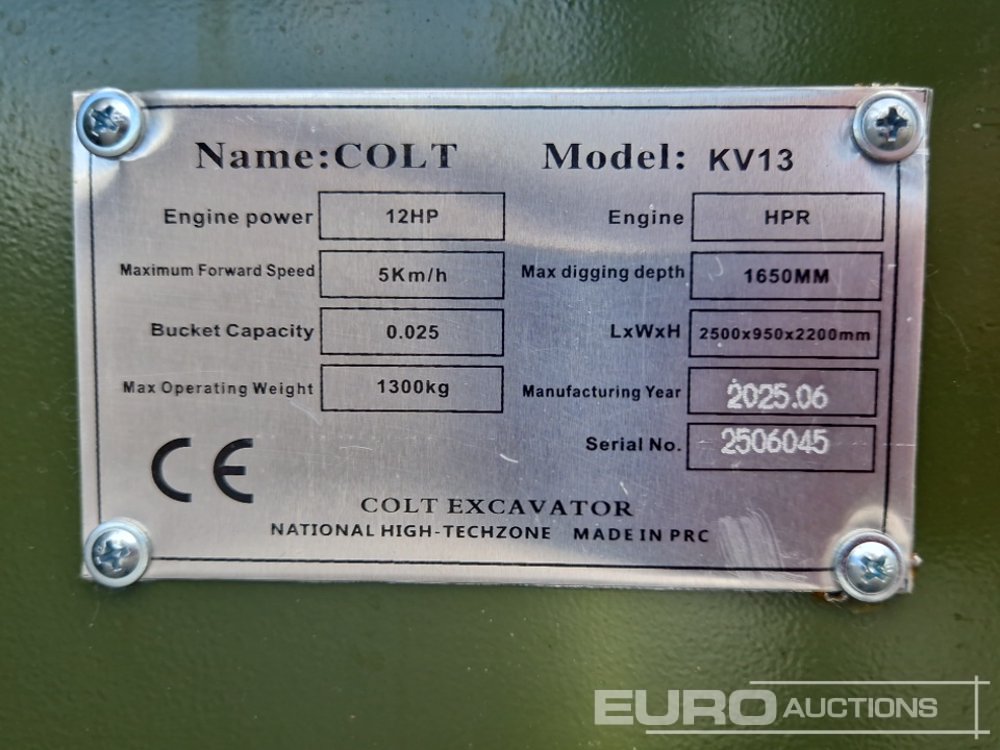 Name:COLT Model: KV13
Engine power 12HP Engine HPR
Maximum Forward Speed 5Km/h Max digging depth 1650MM
Bucket Capacity 0.025 LxWxH 2500x950x2200mm
Max Operating Weight 1300kg Manufacturing Year 2025.06
Serial No. 2506045
CE
COLT EXCAVATOR
NATIONAL HIGH-TECHZONE MADE IN PRC
EURO AUCTIONS